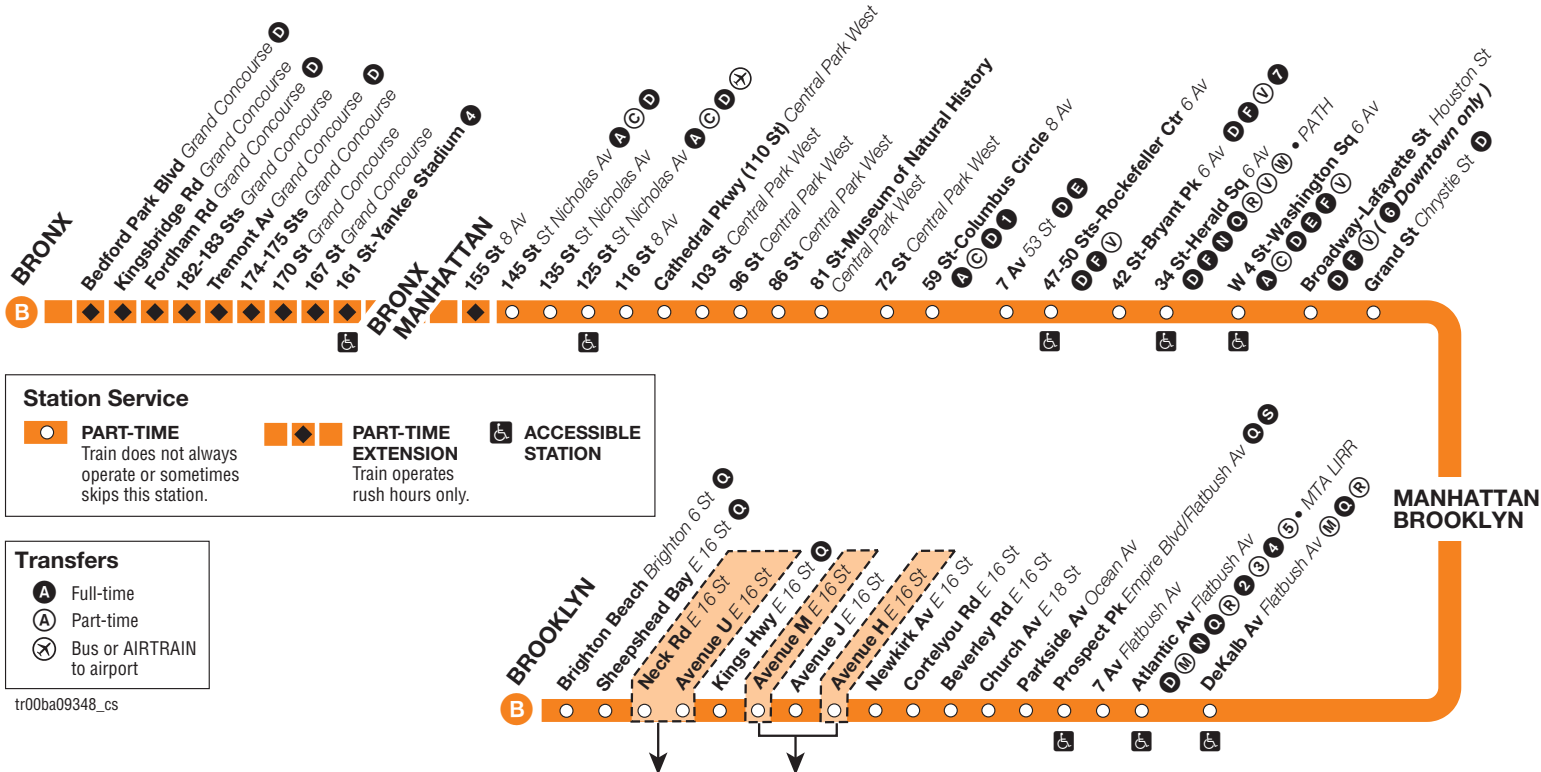 BRONX
B
Bedford Park Blvd Grand Concourse D
Kingsbridge Rd Grand Concourse
Fordham Rd Grand Concourse D
182-183 Sts Grand Concourse
Tremont Av Grand Concourse D
174-175 Sts Grand Concourse
170 St Grand Concourse
167 St Grand Concourse
161 St-Yankee Stadium 4
BRONX
MANHATTAN
155 St 8 Av
145 St St Nicholas Av A C D
135 St St Nicholas Av
125 St St Nicholas Av A C D
116 St 8 Av
Cathedral Pkwy (110 St) Central Park West
103 St Central Park West
96 St Central Park West
86 St Central Park West
81 St-Museum of Natural History
Central Park West
72 St Central Park West
59 St-Columbus Circle 8 Av
A C D 1
7 Av 53 St D E
47-50 Sts-Rockefeller Ctr 6 Av
D F V
42 St-Bryant Pk 6 Av D F V 7
34 St-Herald Sq 6 Av
D F N Q R V W • PATH
W 4 St-Washington Sq 6 Av
A C D E F V
Broadway-Lafayette St Houston St
D F V ( 6 Downtown only )
Grand St Chrystie St D
Station Service
PART-TIME
Train does not always
operate or sometimes
skips this station.
PART-TIME
EXTENSION
Train operates
rush hours only.
ACCESSIBLE
STATION
MANHATTAN
BROOKLYN
Transfers
A Full-time
A Part-time
Bus or AIRTRAIN
to airport
tr00ba09348_cs
BROOKLYN
B
Brighton Beach Brighton 6 St Q
Sheepshead Bay E 16 St Q
Neck Rd E 16 St
Avenue U E 16 St
Kings Hwy E 16 St Q
Avenue M E 16 St
Avenue J E 16 St
Avenue H E 16 St
Newkirk Av E 16 St
Cortelyou Rd E 16 St
Beverley Rd E 16 St
Church Av E 18 St
Parkside Av Ocean Av
Prospect Pk Empire Blvd/Flatbush Av Q S
7 Av Flatbush Av
Atlantic Av Flatbush Av
D M N Q R 2 3 4 5 • MTA LIRR
DeKalb Av Flatbush Av M Q R